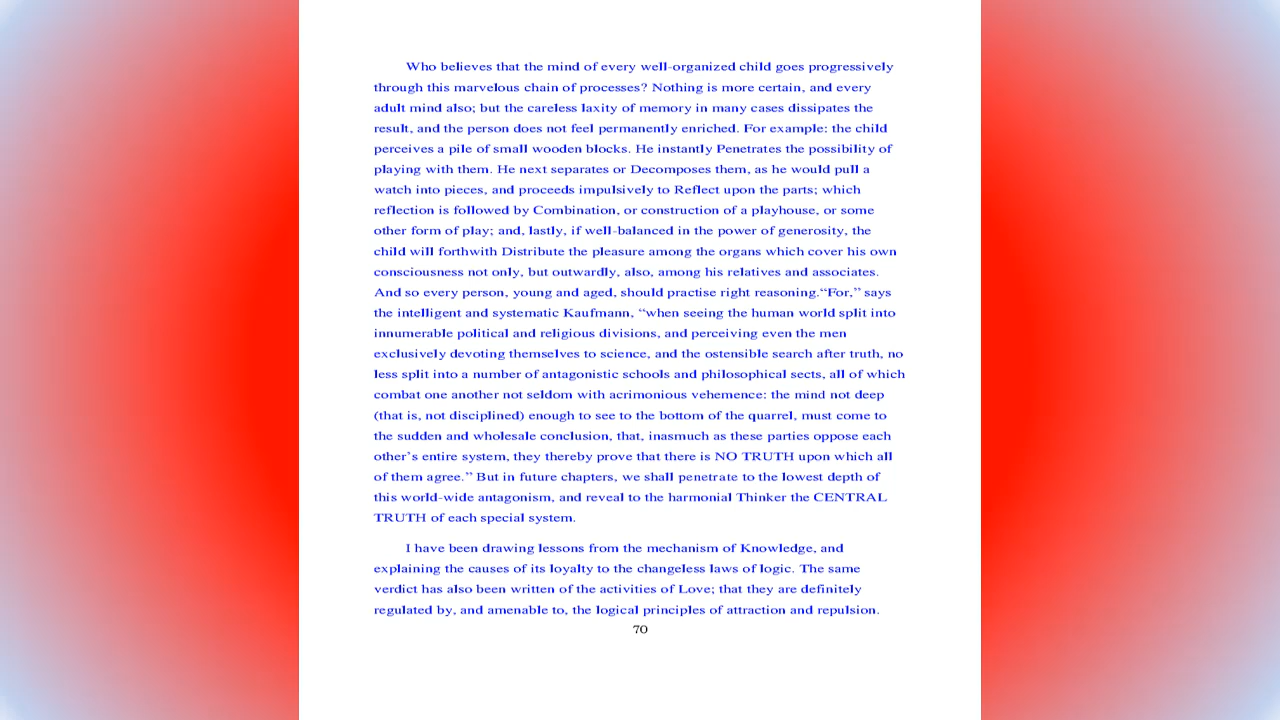 Who believes that the mind of every well-organized child goes progressively
through this marvelous chain of processes? Nothing is more certain, and every
adult mind also; but the careless laxity of memory in many cases dissipates the
result, and the person does not feel permanently enriched. For example: the child
perceives a pile of small wooden blocks. He instantly Penetrates the possibility of
playing with them. He next separates or Decomposes them, as he would pull a
watch into pieces, and proceeds impulsively to Reflect upon the parts; which
reflection is followed by Combination, or construction of a playhouse, or some
other form of play; and, lastly, if well-balanced in the power of generosity, the
child will forthwith Distribute the pleasure among the organs which cover his own
consciousness not only, but outwardly, also, among his relatives and associates.
And so every person, young and aged, should practise right reasoning.“For,” says
the intelligent and systematic Kaufmann, “when seeing the human world split into
innumerable political and religious divisions, and perceiving even the men
exclusively devoting themselves to science, and the ostensible search after truth, no
less split into a number of antagonistic schools and philosophical sects, all of which
combat one another not seldom with acrimonious vehemence: the mind not deep
(that is, not disciplined) enough to see to the bottom of the quarrel, must come to
the sudden and wholesale conclusion, that, inasmuch as these parties oppose each
other’s entire system, they thereby prove that there is NO TRUTH upon which all
of them agree.” But in future chapters, we shall penetrate to the lowest depth of
this world-wide antagonism, and reveal to the harmonial Thinker the CENTRAL
TRUTH of each special system.
I have been drawing lessons from the mechanism of Knowledge, and
explaining the causes of its loyalty to the changeless laws of logic. The same
verdict has also been written of the activities of Love; that they are definitely
regulated by, and amenable to, the logical principles of attraction and repulsion.
70